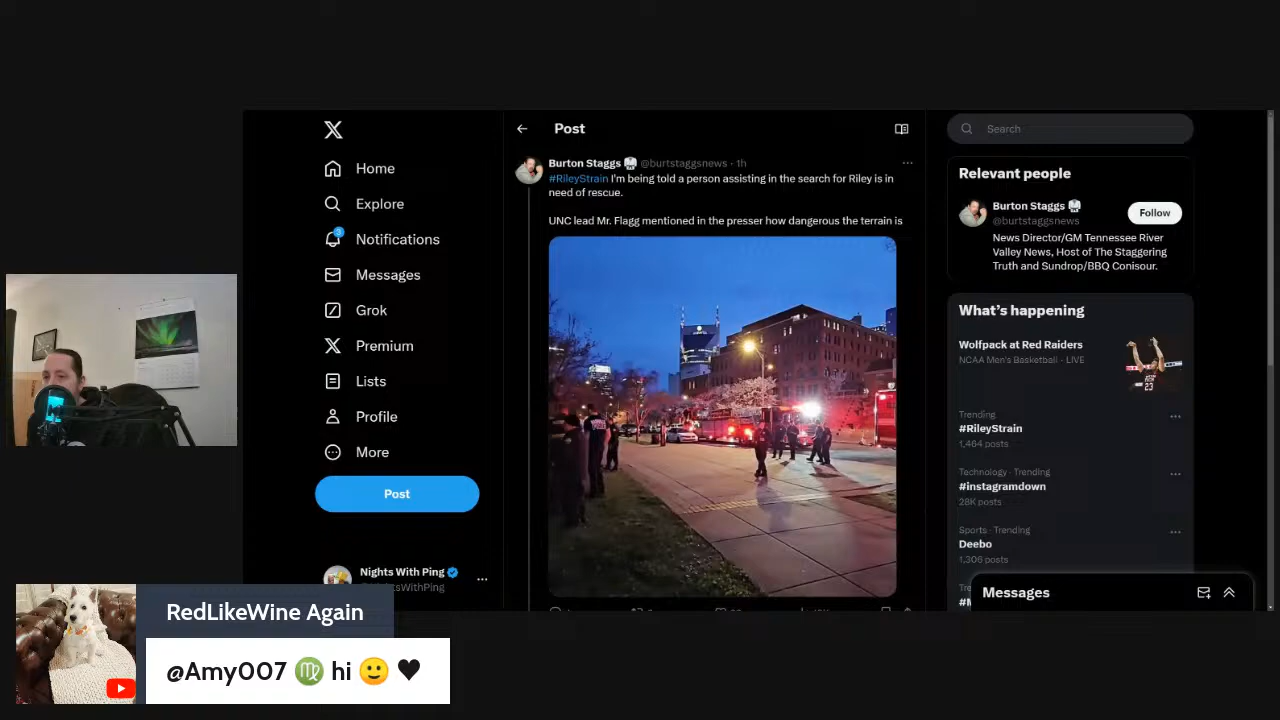 Post
Burton Staggs @burtstaggsnews · 1h
#RileyStrain I'm being told a person assisting in the search for Riley is in
need of rescue.
UNC lead Mr. Flagg mentioned in the presser how dangerous the terrain is
Home
Explore
3
Notifications
Messages
Grok
Premium
Lists
Profile
More
Post
Nights With Ping
Search
Relevant people
Burton Staggs
@burtstaggsnews
Follow
News Director/GM Tennessee River
Valley News, Host of The Staggering
Truth and Sundrop/BBQ Conisour.
What's happening
Wolfpack at Red Raiders
NCAA Men's Basketball · LIVE
Trending
#RileyStrain
1,464 posts
Technology · Trending
#instagramdown
28K posts
Sports · Trending
Deebo
1,306 posts
Messages
RedLikeWine Again
@Amy007 ♍ hi 🙂 ♥